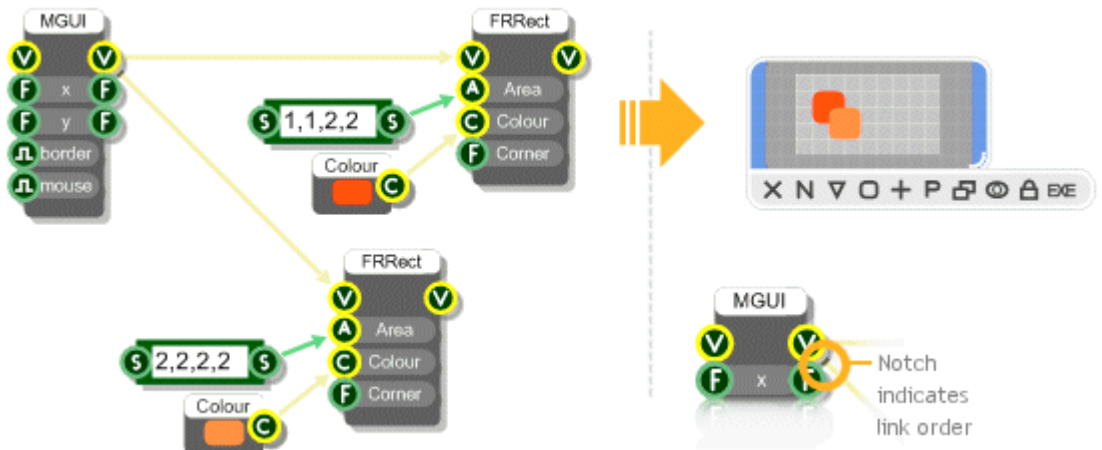 MGUI
V V
F x F
F y F
border
mouse
FRRect
V V
A Area
C Colour
F Corner
S 1,1,2,2 S
Colour
C
FRRect
V V
A Area
C Colour
F Corner
S 2,2,2,2 S
Colour
C
X N P EXE
MGUI
V V
F x F
Notch
indicates
link order